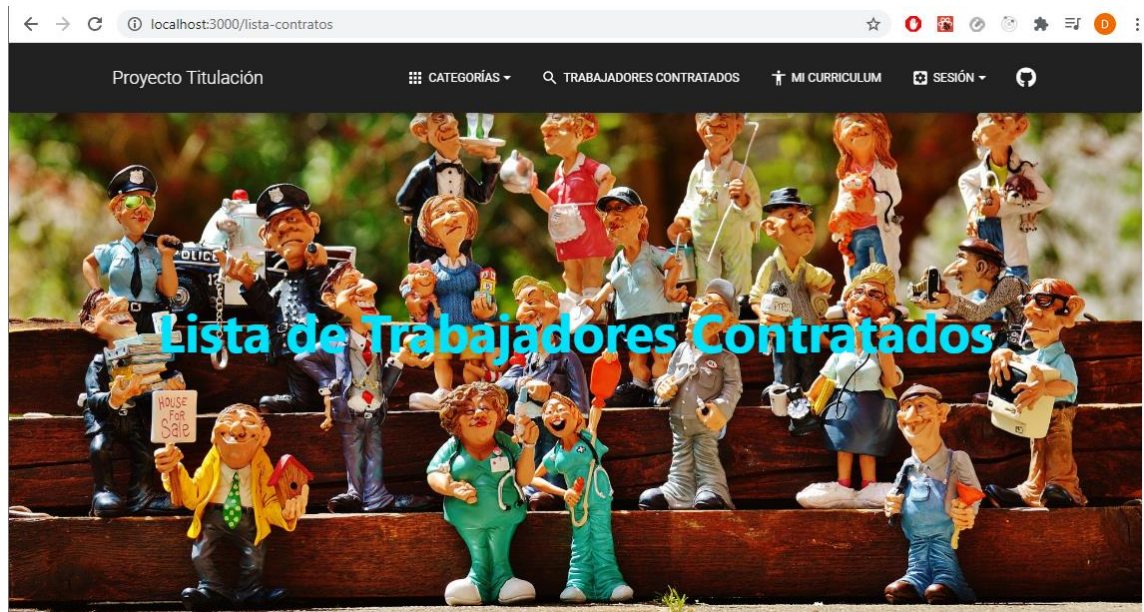 localhost:3000/lista-contratos
D
Proyecto Titulación
CATEGORÍAS
TRABAJADORES CONTRATADOS
MI CURRICULUM
SESIÓN
POLICE
Lista de Trabajadores Contratados
Press
HOUSE
FOR
Sale